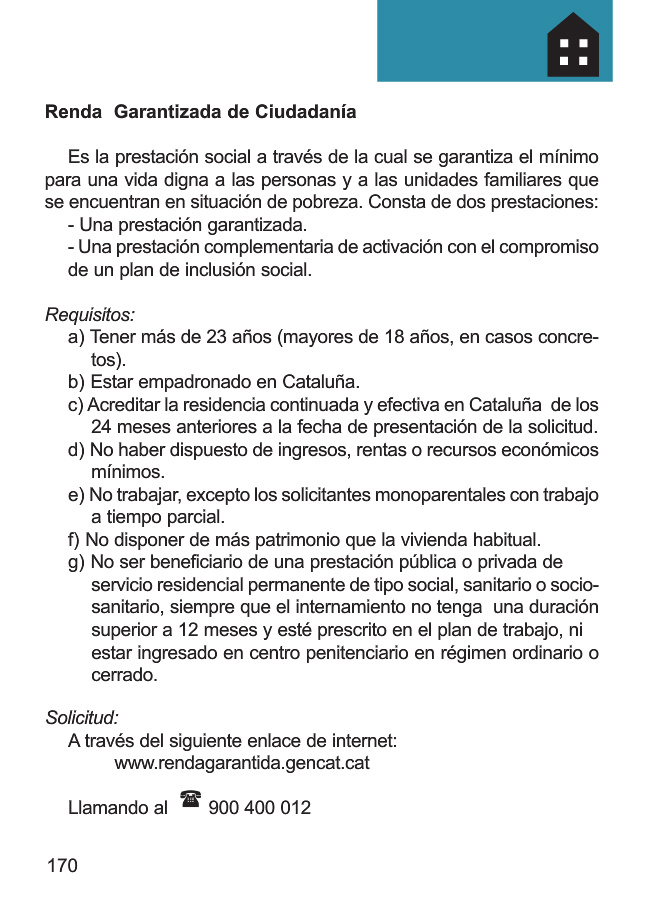 Renda  Garantizada de Ciudadanía
Es la prestación social a través de la cual se garantiza el mínimo
para una vida digna a las personas y a las unidades familiares que
se encuentran en situación de pobreza. Consta de dos prestaciones:
- Una prestación garantizada.
- Una prestación complementaria de activación con el compromiso
de un plan de inclusión social.
Requisitos:
a) Tener más de 23 años (mayores de 18 años, en casos concre-
tos).
b) Estar empadronado en Cataluña.
c) Acreditar la residencia continuada y efectiva en Cataluña  de los
24 meses anteriores a la fecha de presentación de la solicitud.
d) No haber dispuesto de ingresos, rentas o recursos económicos
mínimos.
e) No trabajar, excepto los solicitantes monoparentales con trabajo
a tiempo parcial.
f) No disponer de más patrimonio que la vivienda habitual.
g) No ser beneficiario de una prestación pública o privada de
servicio residencial permanente de tipo social, sanitario o socio-
sanitario, siempre que el internamiento no tenga  una duración
superior a 12 meses y esté prescrito en el plan de trabajo, ni
estar ingresado en centro penitenciario en régimen ordinario o
cerrado.
Solicitud:
A través del siguiente enlace de internet:
www.rendagarantida.gencat.cat
Llamando al ☎ 900 400 012
170